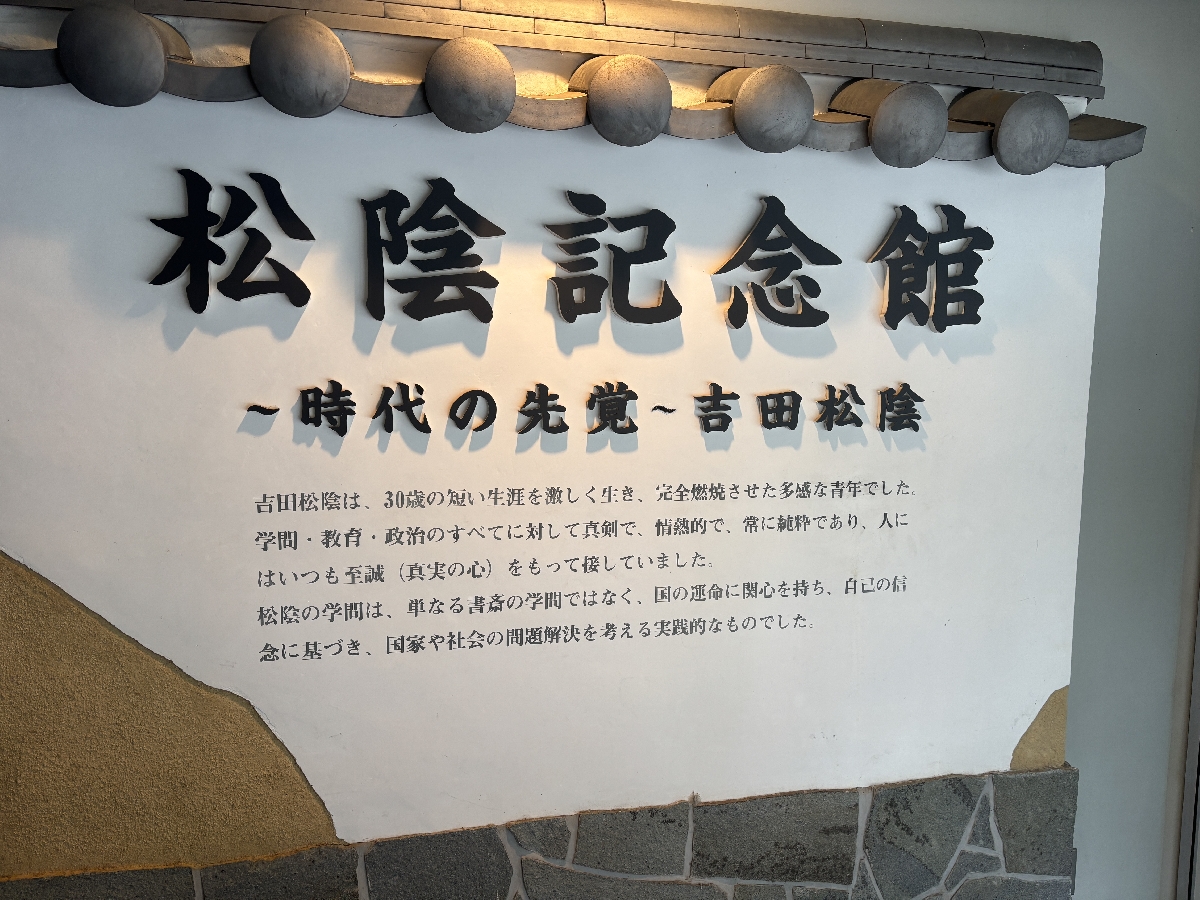 松陰記念館
~時代の先覚~吉田松陰
吉田松陰は、30歳の短い生涯を激しく生き、完全燃焼させた多感な青年でした。
学問・教育・政治のすべてに対して真剣で、情熱的で、常に純粋であり、人に
はいつも至誠（真実の心）をもって接していました。
松陰の学問は、単なる書斎の学問ではなく、国の運命に関心を持ち、自己の信
念に基づき、国家や社会の問題解決を考える実践的なものでした。